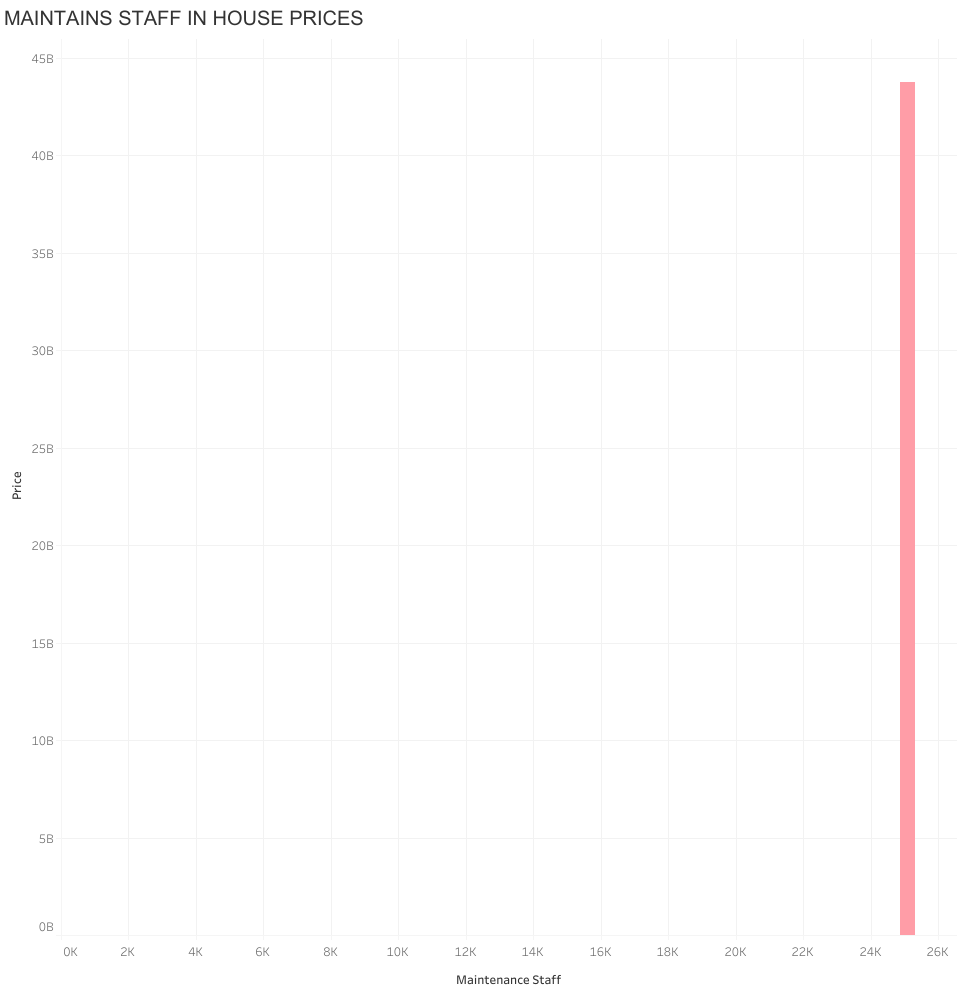 MAINTAINS STAFF IN HOUSE PRICES
45B
40B
35B
30B
25B
Price
20B
15B
10B
5B
0B
0K 2K 4K 6K 8K 10K 12K 14K 16K 18K 20K 22K 24K 26K
Maintenance Staff